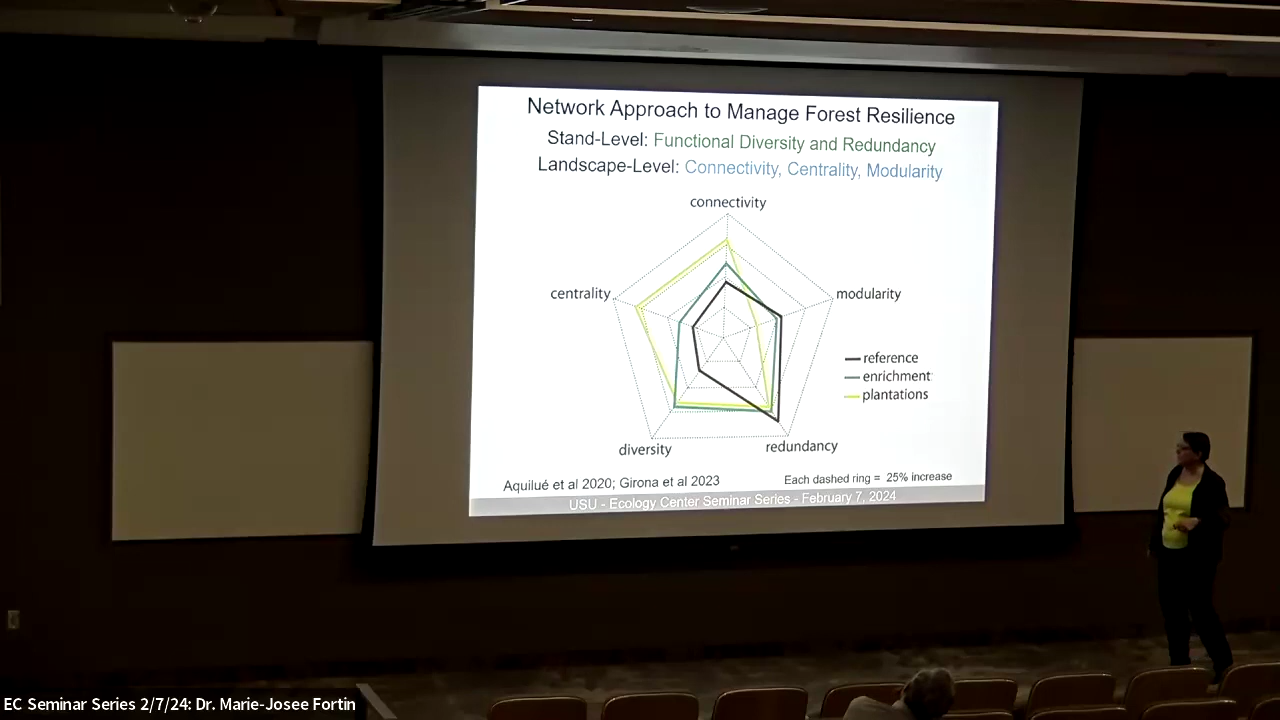 Network Approach to Manage Forest Resilience
Stand-Level: Functional Diversity and Redundancy
Landscape-Level: Connectivity, Centrality, Modularity
connectivity
centrality
modularity
reference
enrichment
plantations
diversity
redundancy
Aquilué et al 2020; Girona et al 2023
Each dashed ring = 25% increase
USU - Ecology Center Seminar Series - February 7, 2024
EC Seminar Series 2/7/24: Dr. Marie-Josee Fortin